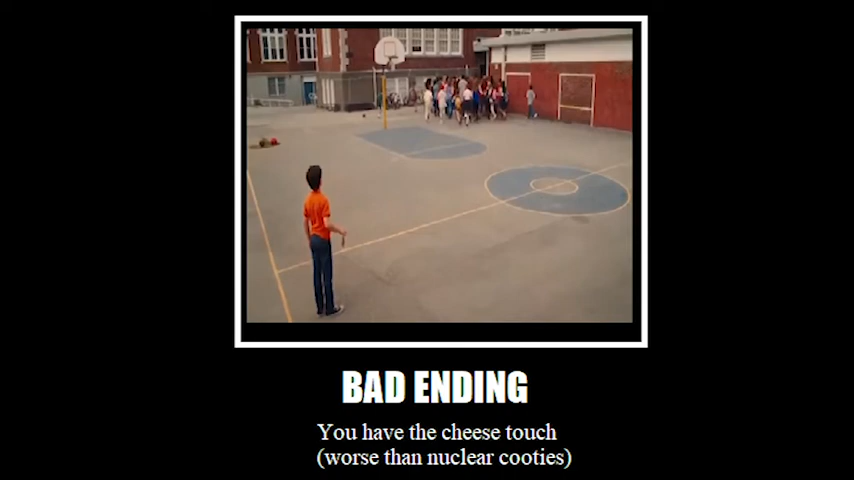 BAD ENDING
You have the cheese touch
(worse than nuclear cooties)